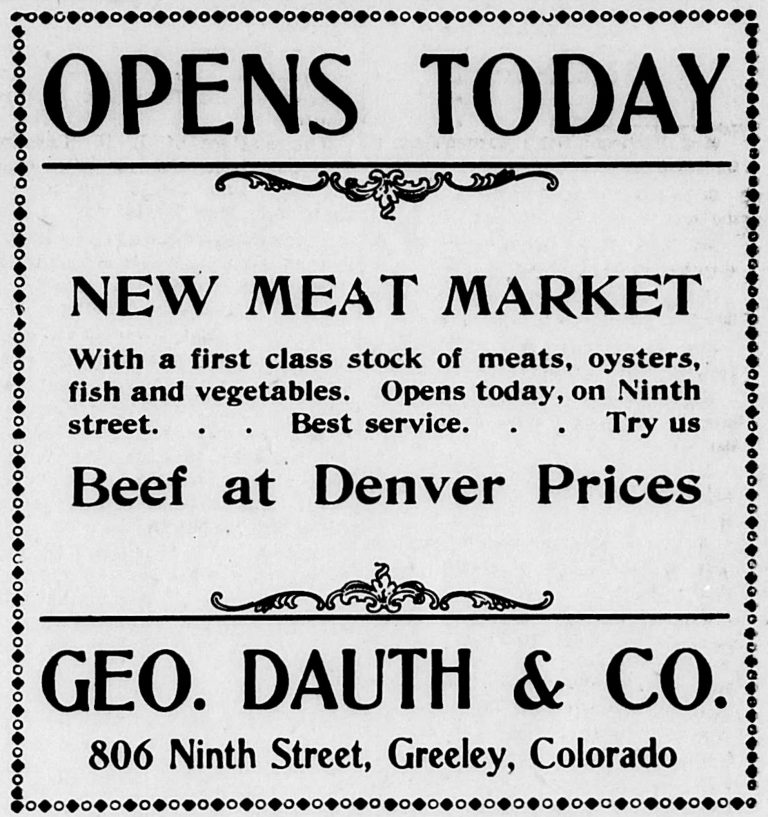 OPENS TODAY
NEW MEAT MARKET
With a first class stock of meats, oysters,
fish and vegetables. Opens today, on Ninth
street. . . Best service. . . Try us
Beef at Denver Prices
GEO. DAUTH & CO.
806 Ninth Street, Greeley, Colorado